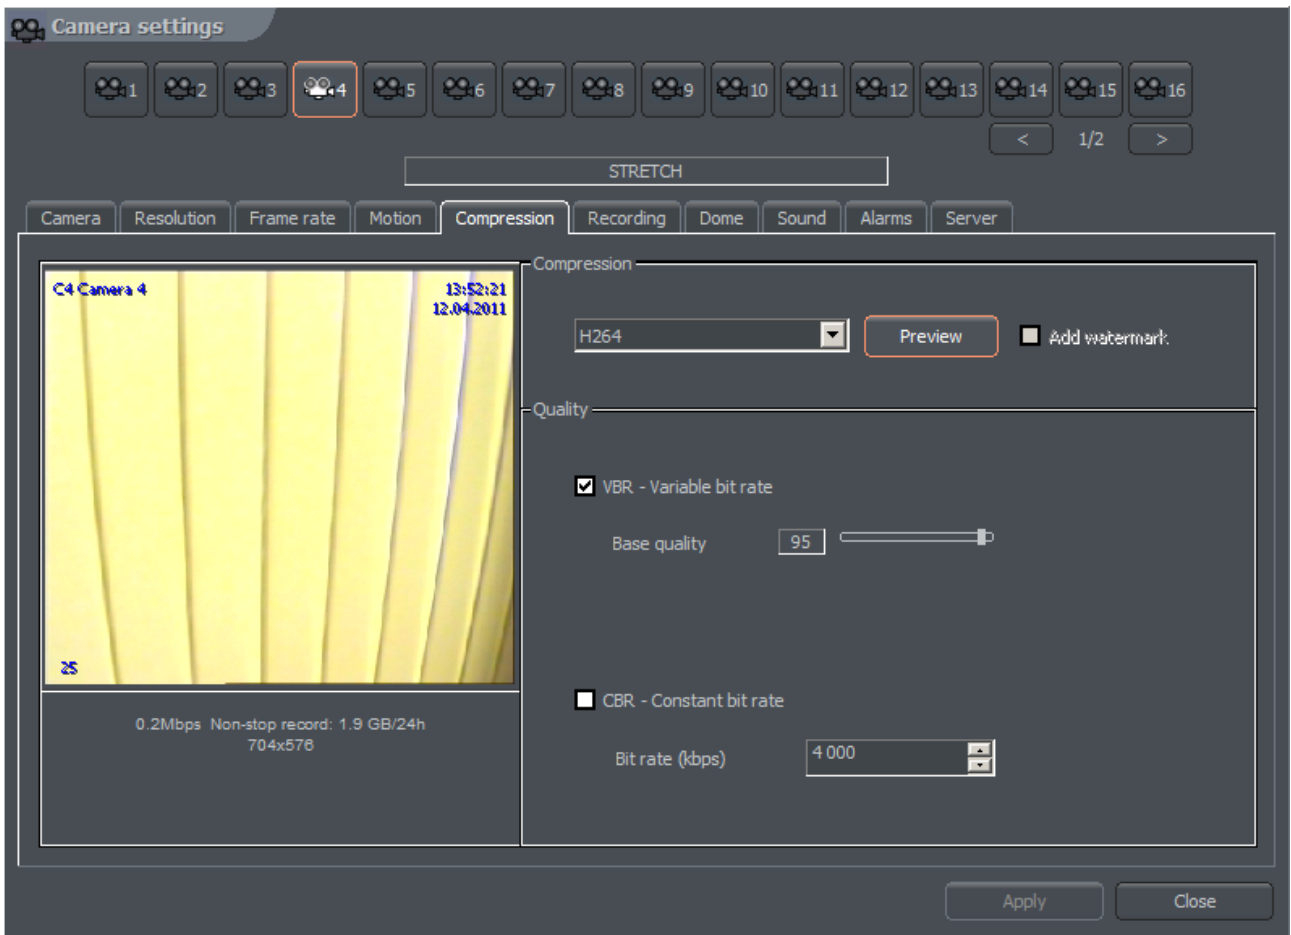 Camera settings
1 2 3 4 5 6 7 8 9 10 11 12 13 14 15 16
< 1/2 >
STRETCH
Camera Resolution Frame rate Motion Compression Recording Dome Sound Alarms Server
Compression
C4 Camera 4 13:52:21
12.04.2011
H264 Preview Add watermark
Quality
VBR - Variable bit rate
Base quality 95
25
CBR - Constant bit rate
0.2Mbps Non-stop record: 1.9 GB/24h
704x576
Bit rate (kbps) 4 000
Apply Close